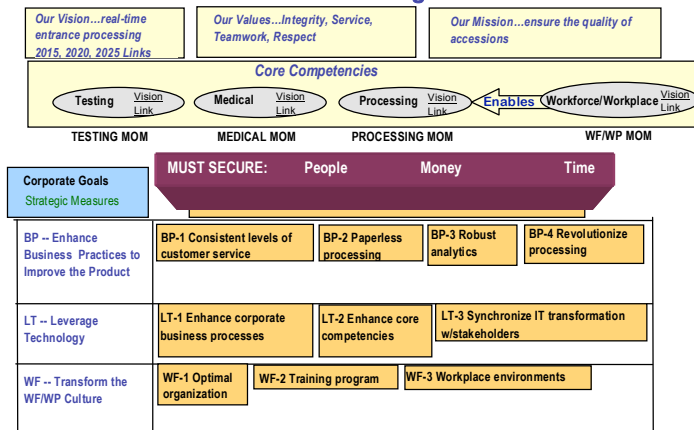 Our Vision…real-time
entrance processing
2015, 2020, 2025 Links
Our Values…Integrity, Service,
Teamwork, Respect
Our Mission…ensure the quality of
accessions
Core Competencies
Testing Vision
Link
Medical Vision
Link
Processing Vision
Link
Enables
Workforce/Workplace Vision
Link
TESTING MOM
MEDICAL MOM
PROCESSING MOM
WF/WP MOM
MUST SECURE: People Money Time
Corporate Goals
Strategic Measures
BP -- Enhance
Business Practices to
Improve the Product
BP-1 Consistent levels of
customer service
BP-2 Paperless
processing
BP-3 Robust
analytics
BP-4 Revolutionize
processing
LT -- Leverage
Technology
LT-1 Enhance corporate
business processes
LT-2 Enhance core
competencies
LT-3 Synchronize IT transformation
w/stakeholders
WF -- Transform the
WF/WP Culture
WF-1 Optimal
organization
WF-2 Training program
WF-3 Workplace environments